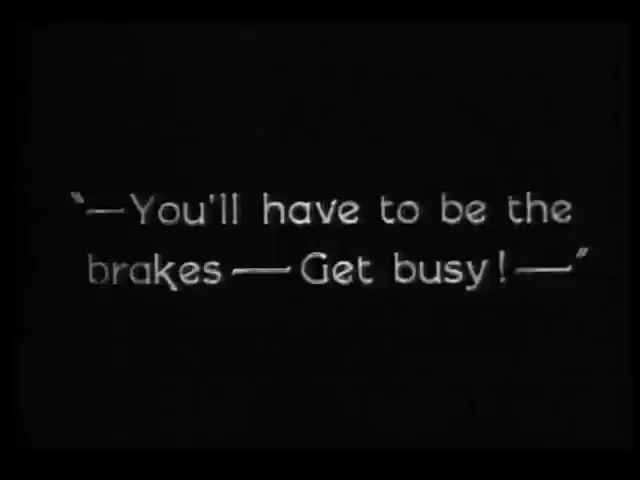 "—You'll have to be the
brakes — Get busy! —"